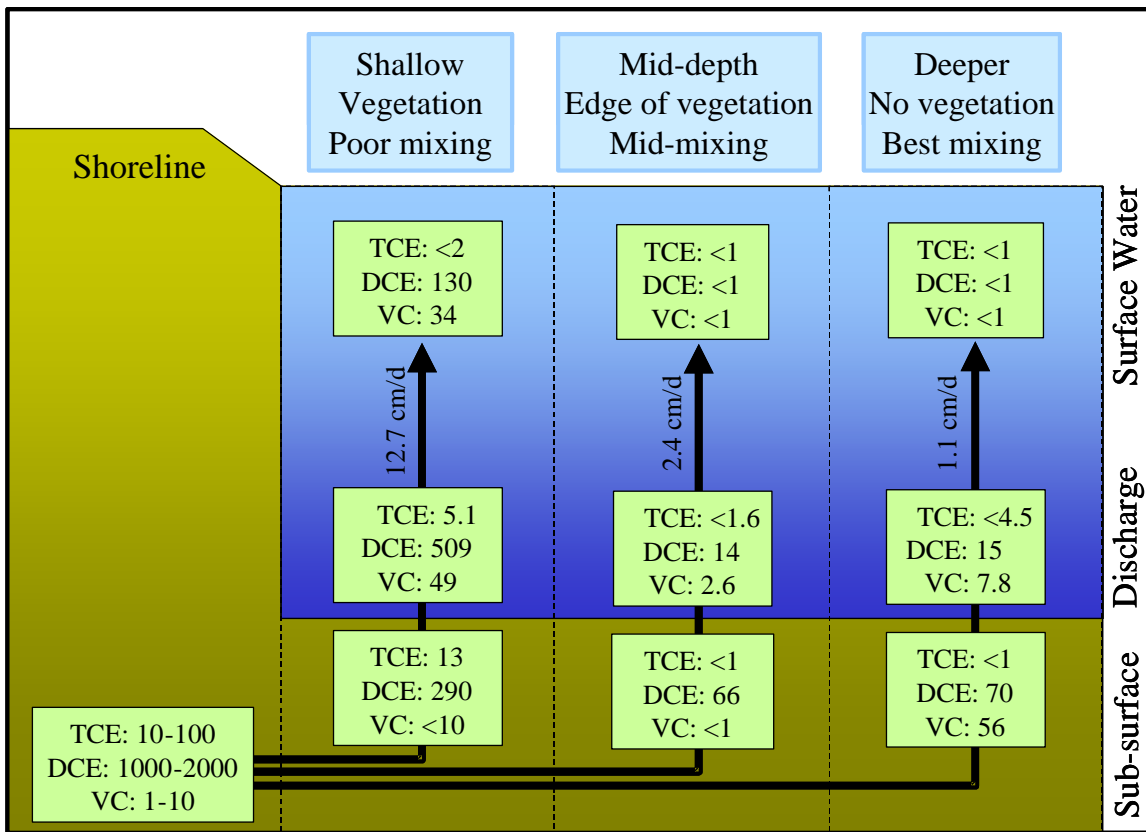 Shallow
Vegetation
Poor mixing
Mid-depth
Edge of vegetation
Mid-mixing
Deeper
No vegetation
Best mixing
Shoreline
TCE: <2
DCE: 130
VC: 34
TCE: <1
DCE: <1
VC: <1
TCE: <1
DCE: <1
VC: <1
Surface Water
12.7 cm/d
2.4 cm/d
1.1 cm/d
TCE: 5.1
DCE: 509
VC: 49
TCE: <1.6
DCE: 14
VC: 2.6
TCE: <4.5
DCE: 15
VC: 7.8
Discharge
TCE: 13
DCE: 290
VC: <10
TCE: <1
DCE: 66
VC: <1
TCE: <1
DCE: 70
VC: 56
Sub-surface
TCE: 10-100
DCE: 1000-2000
VC: 1-10